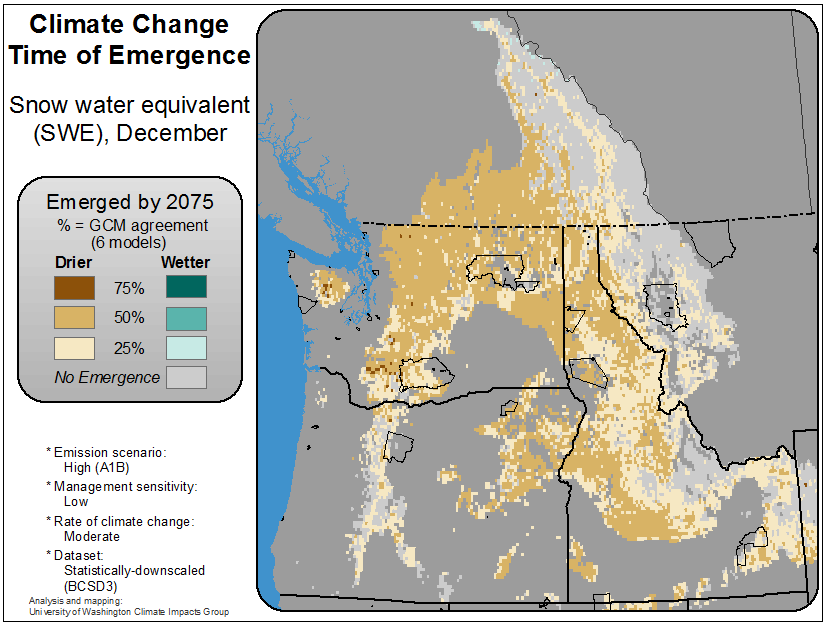 Climate Change
Time of Emergence
Snow water equivalent
(SWE), December
Emerged by 2075
% = GCM agreement
(6 models)
Drier Wetter
75%
50%
25%
No Emergence
* Emission scenario:
High (A1B)
* Management sensitivity:
Low
* Rate of climate change:
Moderate
* Dataset:
Statistically-downscaled
(BCSD3)
Analysis and mapping:
University of Washington Climate Impacts Group